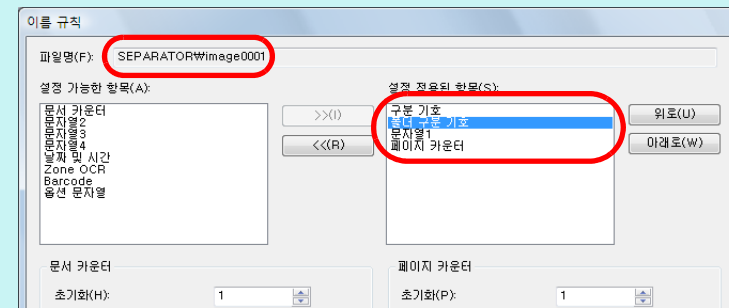 이름 규칙
파일명(F): SEPARATOR₩image0001
설정 가능한 항목(A):
문서 카운터
문자열2
문자열3
문자열4
날짜 및 시간
Zone OCR
Barcode
옵션 문자열
>>(I)
<<(R)
설정 적용된 항목(S):
구분 기호
폴더 구분 기호
문자열1
페이지 카운터
위로(U)
아래로(W)
문서 카운터
초기화(H): 1
페이지 카운터
초기화(P): 1